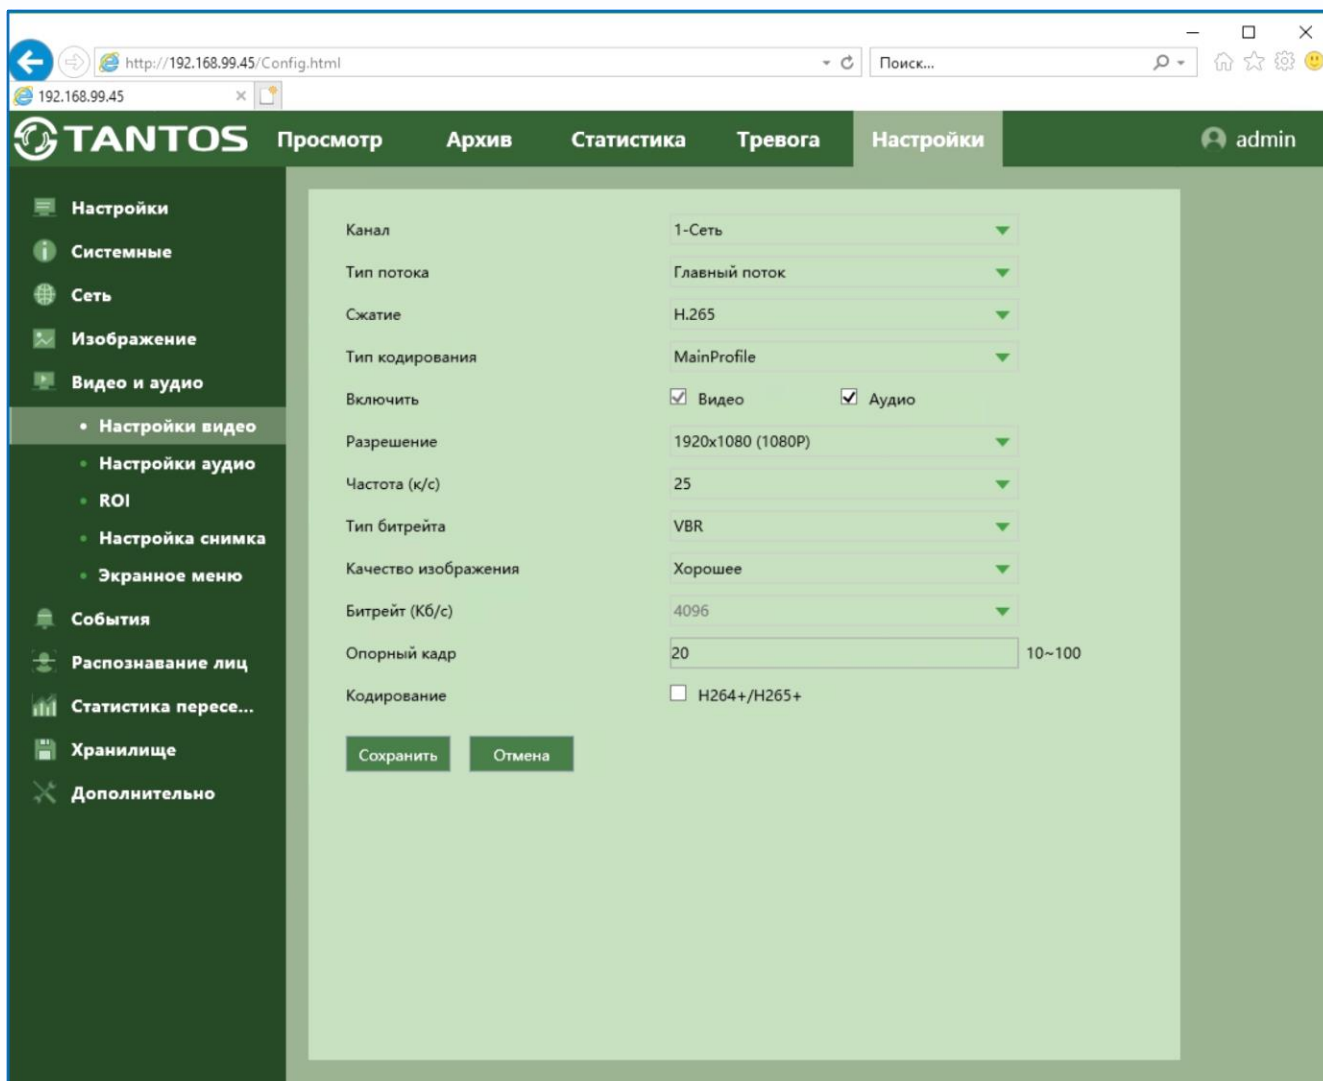 http://192.168.99.45/Config.html
Поиск...
192.168.99.45
TANTOS Просмотр Архив Статистика Тревога Настройки admin
Настройки
Системные
Сеть
Изображение
Видео и аудио
Настройки видео
Настройки аудио
ROI
Настройка снимка
Экранное меню
События
Распознавание лиц
Статистика пересе...
Хранилище
Дополнительно
Канал 1-Сеть
Тип потока Главный поток
Сжатие H.265
Тип кодирования MainProfile
Включить Видео Аудио
Разрешение 1920x1080 (1080P)
Частота (к/с) 25
Тип битрейта VBR
Качество изображения Хорошее
Битрейт (Кб/с) 4096
Опорный кадр 20 10~100
Кодирование H264+/H265+
Сохранить Отмена